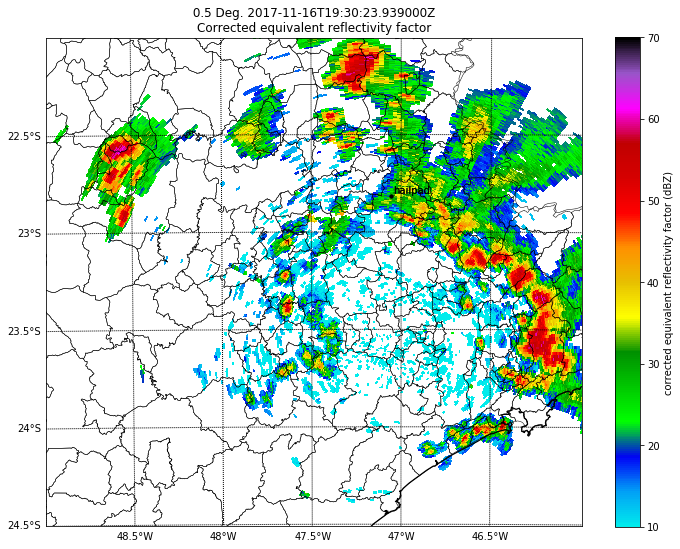 0.5 Deg. 2017-11-16T19:30:23.939000Z
Corrected equivalent reflectivity factor
22.5°S
23°S
23.5°S
24°S
24.5°S
48.5°W
48°W
47.5°W
47°W
46.5°W
hailpad
70
60
50
40
30
20
10
corrected equivalent reflectivity factor (dBZ)